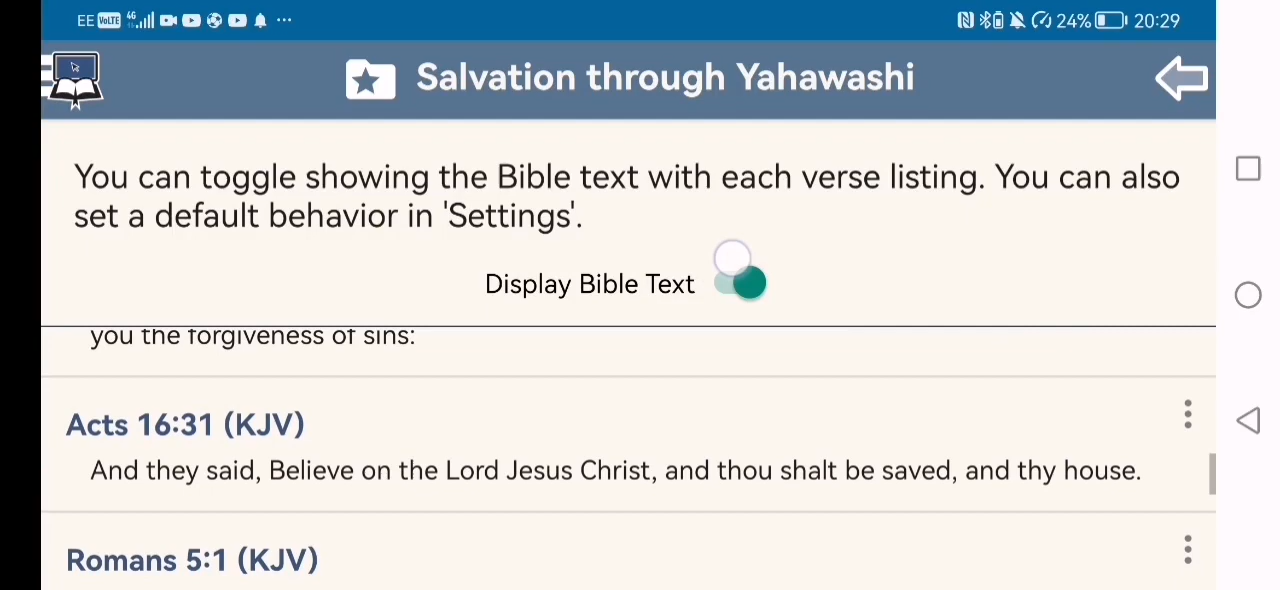 EE VoLTE 4G 24% 20:29
Salvation through Yahawashi
You can toggle showing the Bible text with each verse listing. You can also
set a default behavior in 'Settings'.
Display Bible Text
you the forgiveness of sins:
Acts 16:31 (KJV)
And they said, Believe on the Lord Jesus Christ, and thou shalt be saved, and thy house.
Romans 5:1 (KJV)